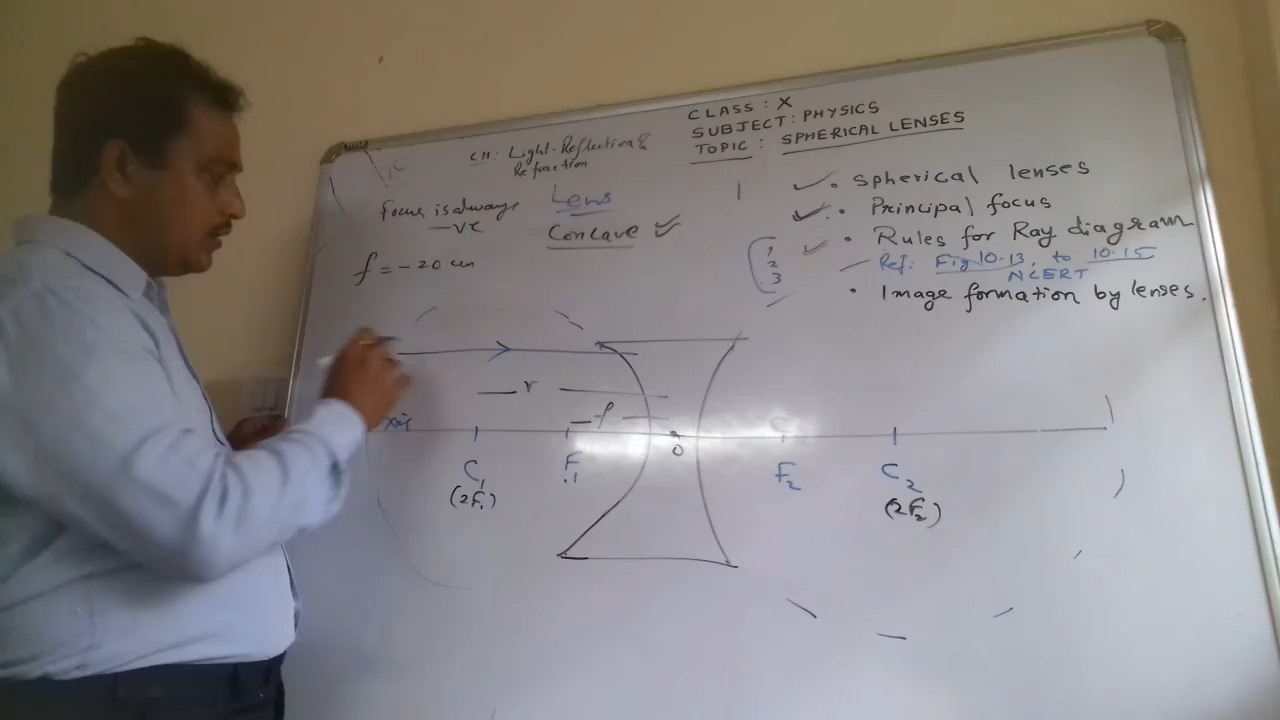 CLASS : X
SUBJECT: PHYSICS
TOPIC : SPHERICAL LENSES
CH: Light-Reflection &
Refraction
Focus is always
-ve
Lens
Concave ✓
f = -20 cm
✓ • Spherical lenses
✓ • Principal focus
✓ • Rules for Ray diagram
Ref: Fig 10.13, to 10.15
NCERT
• Image formation by lenses.
1
2
3
r
f
xis
O
C1
(2F1)
F1
F2
C2
(2F2)